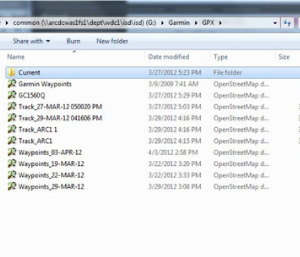 common (\\arcdcwas1fs1\dept\wdc1\isd\isd) (G:) ▸ Garmin ▸ GPX ▸
Share with Burn New folder
Name Date modified Type
Current 3/27/2012 5:23 PM File folder
Garmin Waypoints 3/9/2009 7:41 AM OpenStreetMap d...
GC1560Q 3/27/2012 5:29 PM OpenStreetMap d...
Track_27-MAR-12 050020 PM 3/27/2012 5:03 PM OpenStreetMap d...
Track_29-MAR-12 041606 PM 3/29/2012 4:16 PM OpenStreetMap d...
Track_ARC1 1 3/29/2012 4:16 PM OpenStreetMap d...
Track_ARC1 3/29/2012 4:15 PM OpenStreetMap d...
Waypoints_03-APR-12 4/3/2012 2:58 PM OpenStreetMap d...
Waypoints_19-MAR-12 3/22/2012 3:20 PM OpenStreetMap d...
Waypoints_22-MAR-12 3/22/2012 3:33 PM OpenStreetMap d...
Waypoints_29-MAR-12 3/29/2012 3:08 PM OpenStreetMap d...